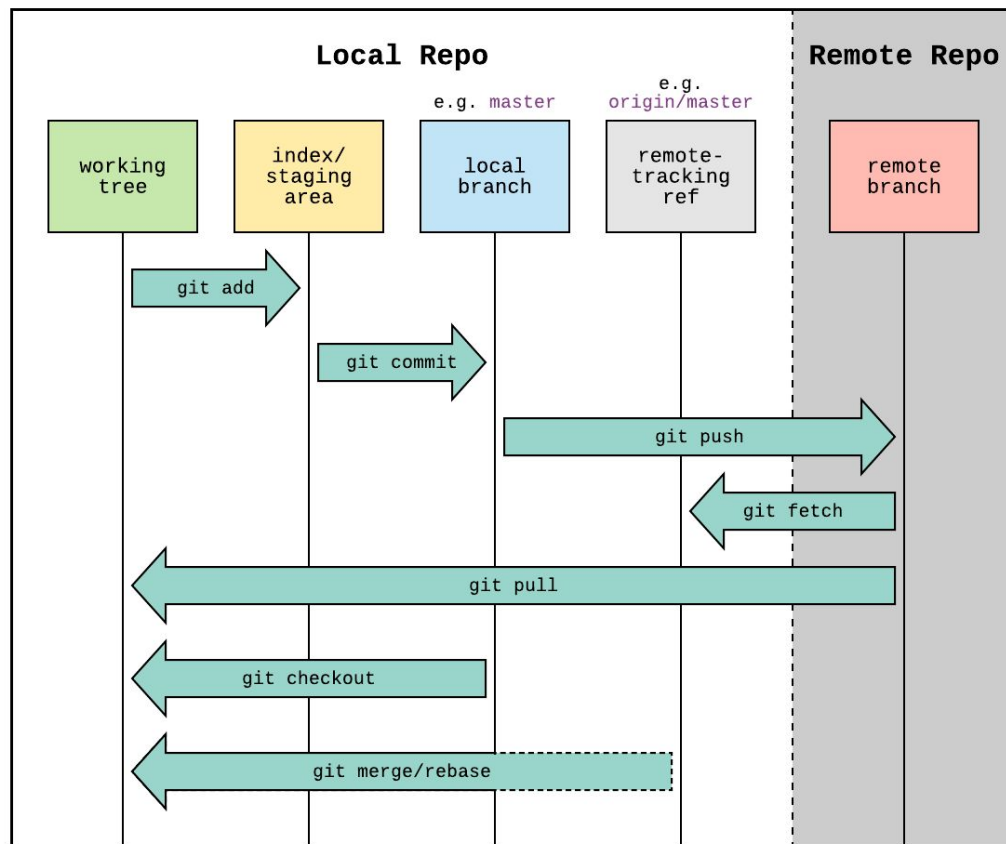 Local Repo
Remote Repo
e.g. master
e.g.
origin/master
working
tree
index/
staging
area
local
branch
remote-
tracking
ref
remote
branch
git add
git commit
git push
git fetch
git pull
git checkout
git merge/rebase